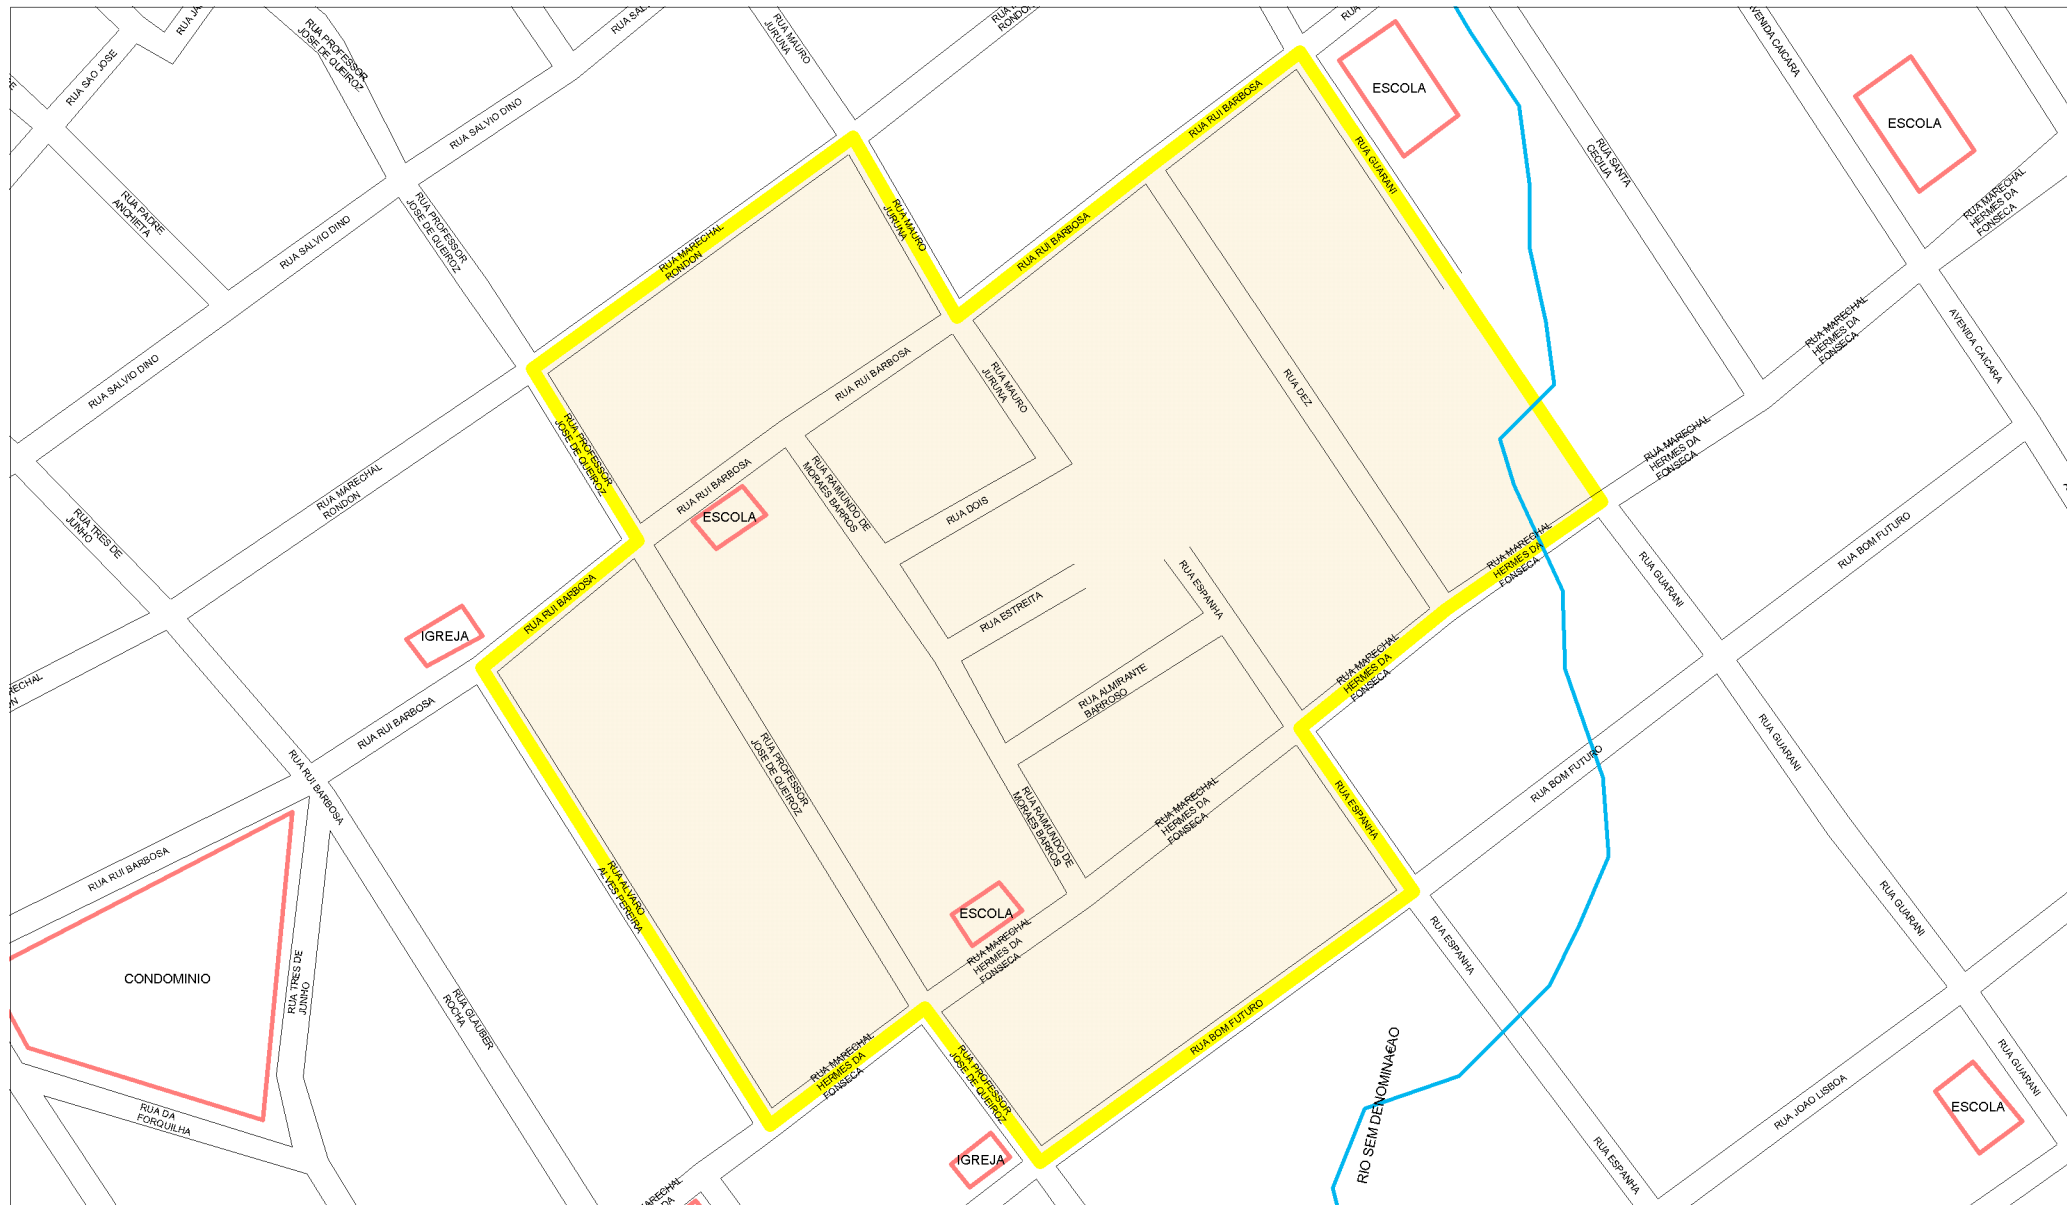 RUA SAO JOSE
RUA PROFESSOR
JOSE DE QUEIROZ
RUA MAURO
JURUNA
RONDON
AVENIDA CAICARA
ESCOLA
ESCOLA
RUA SALVIO DINO
RUA RUI BARBOSA
RUA GUARANI
RUA SANTA
CECILIA
RUA PADRE
ANCHIETA
RUA SALVIO DINO
RUA PROFESSOR
JOSE DE QUEIROZ
RUA MARECHAL
RONDON
RUA MAURO
JURUNA
RUA RUI BARBOSA
RUA MARECHAL
HERMES DA
FONSECA
RUA MARECHAL
HERMES DA
FONSECA
AVENIDA CAICARA
RUA SALVIO DINO
RUA RUI BARBOSA
RUA MAURO
JURUNA
RUA DEZ
RUA PROFESSOR
JOSE DE QUEIROZ
RUA MARECHAL
RONDON
RUA RUI BARBOSA
RUA RAIMUNDO DE
MORAES BARROS
RUA MARECHAL
HERMES DA
FONSECA
RUA TRES DE
JUNHO
ESCOLA
RUA DOIS
RUA MARECHAL
HERMES DA
FONSECA
RUA BOM FUTURO
RUA RUI BARBOSA
RUA ESTREITA
RUA ESPANHA
RUA GUARANI
IGREJA
RUA ALMIRANTE
BARROSO
RUA MARECHAL
HERMES DA
FONSECA
RUA RUI BARBOSA
RUA RUI BARBOSA
RUA PROFESSOR
JOSE DE QUEIROZ
RUA GUARANI
RUA BOM FUTURO
RUA RAIMUNDO DE
MORAES BARROS
RUA MARECHAL
HERMES DA
FONSECA
RUA ESPANHA
RUA RUI BARBOSA
RUA ALVARO
ALVES PEREIRA
ESCOLA
RUA GUARANI
RUA MARECHAL
HERMES DA
FONSECA
RUA ESPANHA
CONDOMINIO
RUA TRES DE
JUNHO
RUA GLAUBER
ROCHA
RUA BOM FUTURO
RUA MARECHAL
HERMES DA
FONSECA
RUA PROFESSOR
JOSE DE QUEIROZ
RIO SEM DENOMINACAO
RUA GUARANI
RUA DA
FORQUILHA
RUA JOAO LISBOA
ESCOLA
IGREJA
RUA ESPANHA